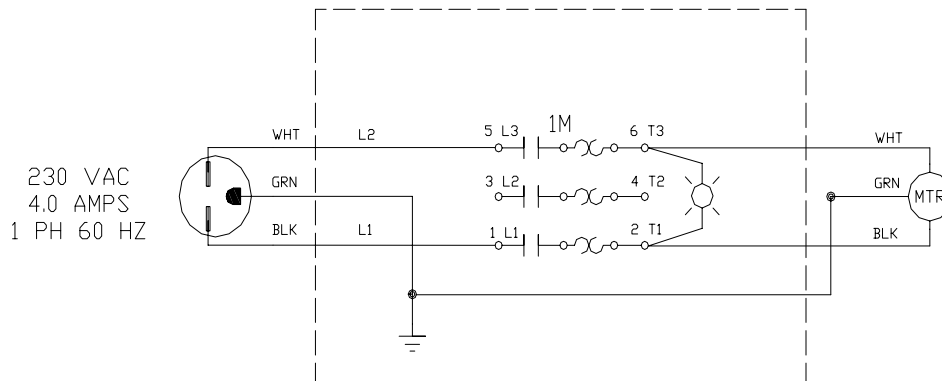 230 VAC
4.0 AMPS
1 PH 60 HZ
WHT L2 5 L3 1M 6 T3 WHT
GRN 3 L2 4 T2 GRN MTR
BLK L1 1 L1 2 T1 BLK